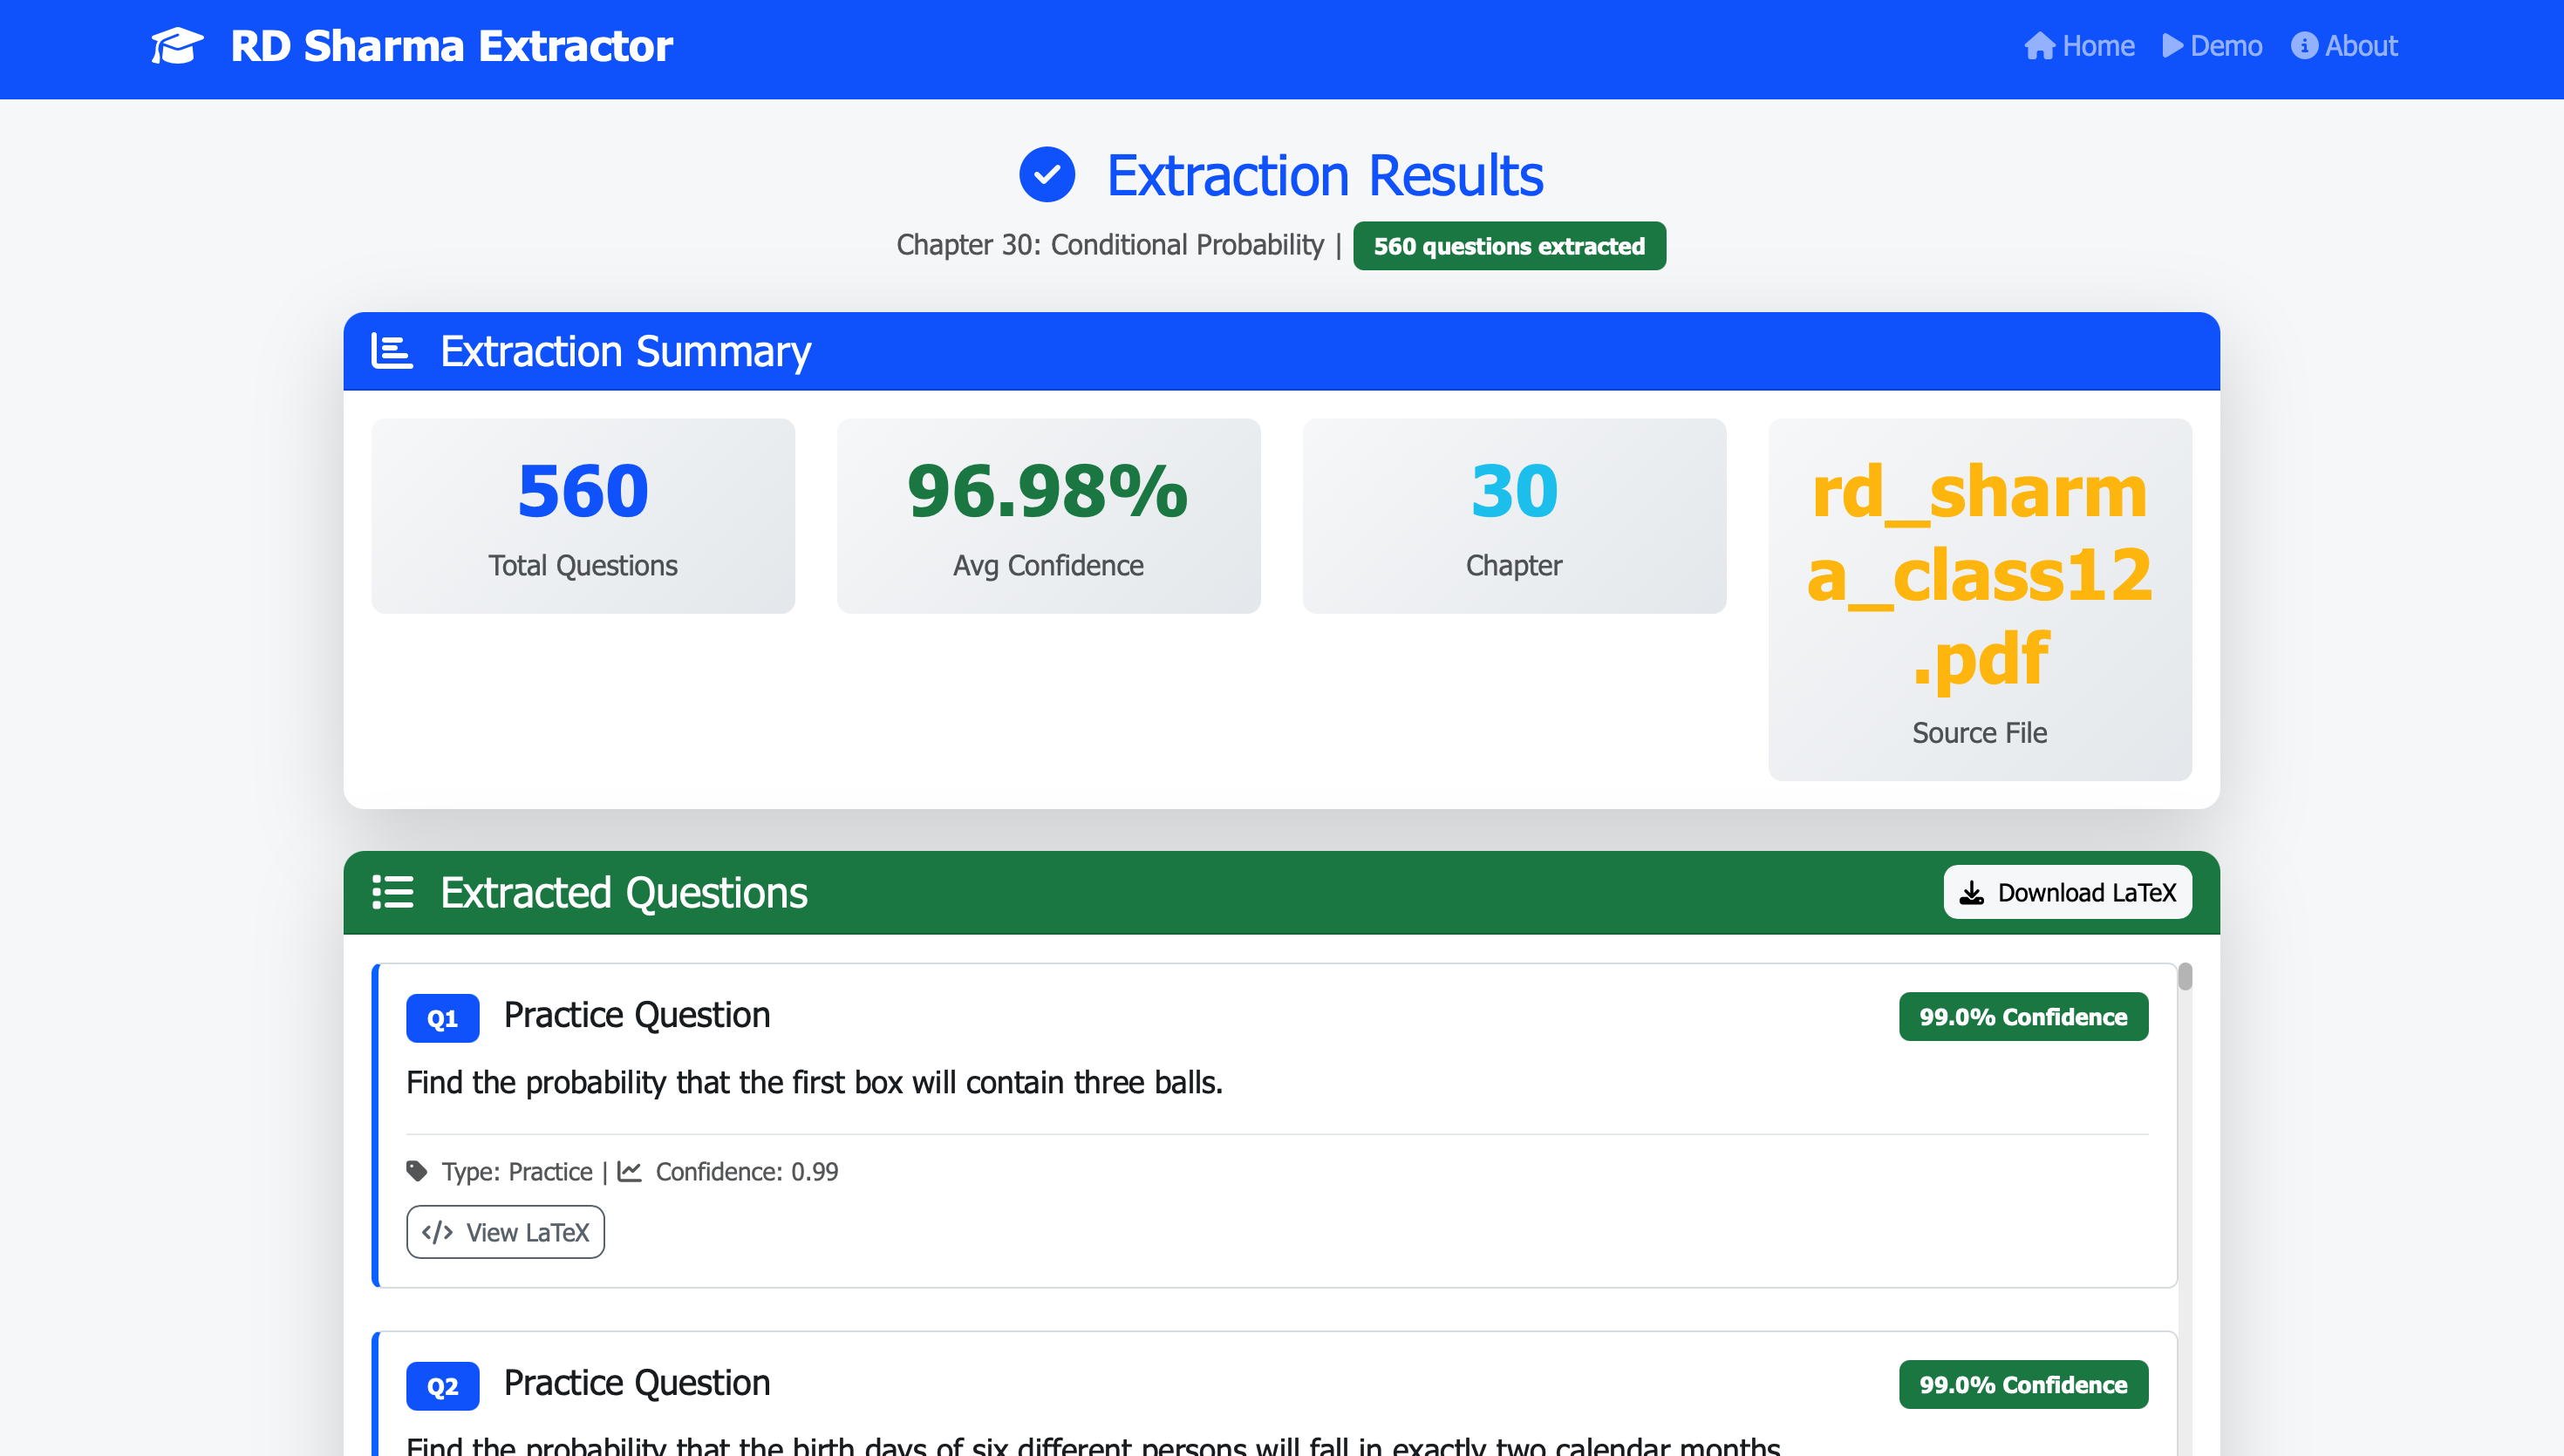 RD Sharma Extractor
Home
Demo
About
Extraction Results
Chapter 30: Conditional Probability | 560 questions extracted
Extraction Summary
560
Total Questions
96.98%
Avg Confidence
30
Chapter
rd_sharm
a_class12
.pdf
Source File
Extracted Questions
Download LaTeX
Q1 Practice Question
99.0% Confidence
Find the probability that the first box will contain three balls.
Type: Practice | Confidence: 0.99
</> View LaTeX
Q2 Practice Question
99.0% Confidence
Find the probability that the birth days of six different persons will fall in exactly two calendar months.